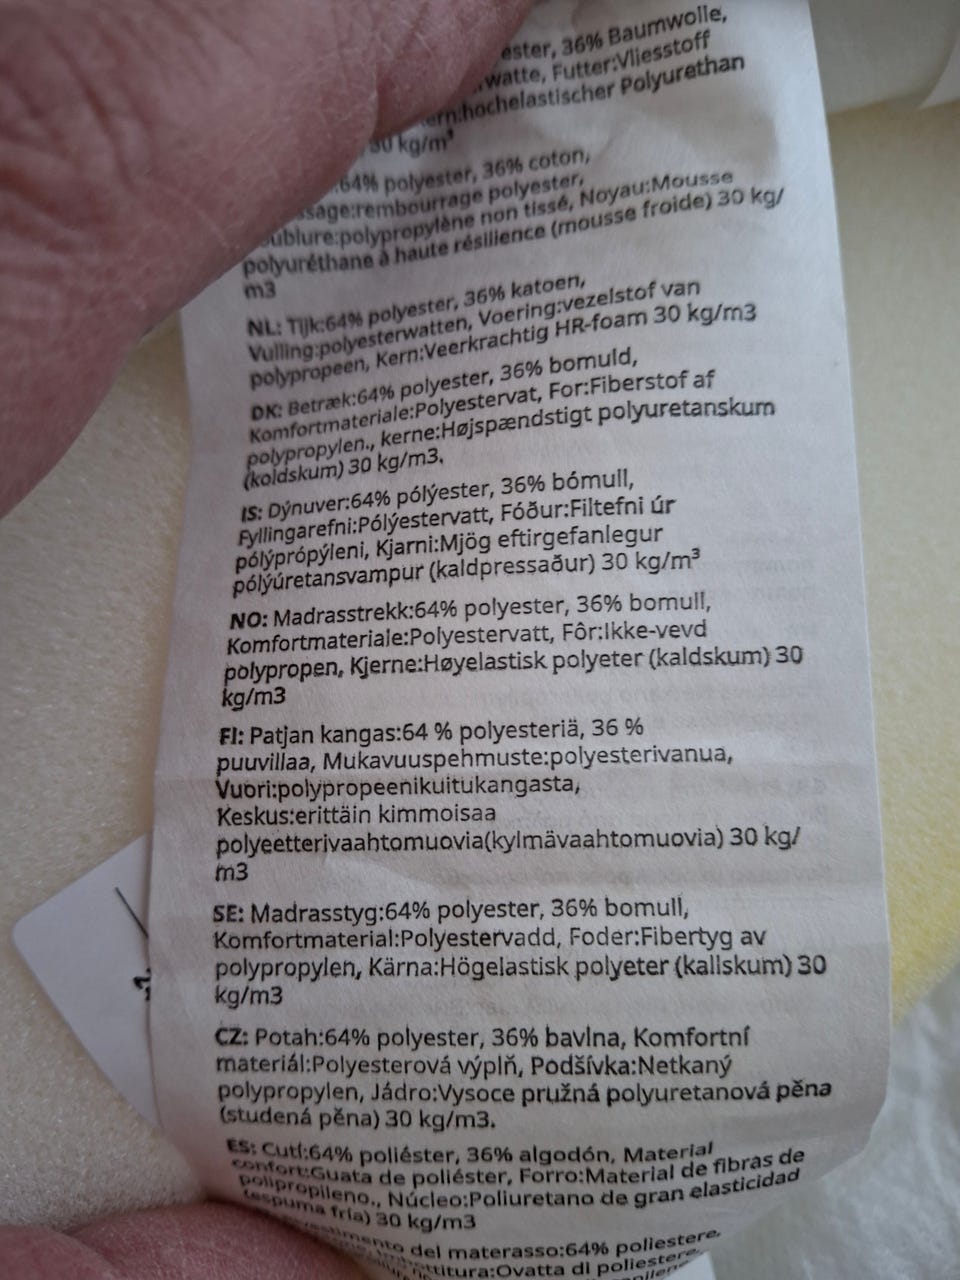 ester, 36% Baumwolle,
watte, Futter:Vliesstoff
ern:hochelastischer Polyurethan
30 kg/m³
:64% polyester, 36% coton,
ssage:rembourrage polyester,
oublure:polypropylène non tissé, Noyau:Mousse
polyuréthane à haute résilience (mousse froide) 30 kg/
m3
NL: Tijk:64% polyester, 36% katoen,
Vulling:polyesterwatten, Voering:vezelstof van
polypropeen, Kern:Veerkrachtig HR-foam 30 kg/m3
DK: Betræk:64% polyester, 36% bomuld,
Komfortmateriale:Polyestervat, For:Fiberstof af
polypropylen., kerne:Højspændstigt polyuretanskum
(koldskum) 30 kg/m3.
IS: Dýnuver:64% pólýester, 36% bómull,
Fyllingarefni:Pólýestervatt, Fóður:Filtefni úr
pólýprópýleni, Kjarni:Mjög eftirgefanlegur
pólýúretansvampur (kaldpressaður) 30 kg/m³
NO: Madrasstrekk:64% polyester, 36% bomull,
Komfortmateriale:Polyestervatt, Fôr:Ikke-vevd
polypropen, Kjerne:Høyelastisk polyeter (kaldskum) 30
kg/m3
FI: Patjan kangas:64 % polyesteriä, 36 %
puuvillaa, Mukavuuspehmuste:polyesterivanua,
Vuori:polypropeenikuitukangasta,
Keskus:erittäin kimmoisaa
polyeetterivaahtomuovia(kylmävaahtomuovia) 30 kg/
m3
SE: Madrasstyg:64% polyester, 36% bomull,
Komfortmaterial:Polyestervadd, Foder:Fibertyg av
polypropylen, Kärna:Högelastisk polyeter (kallskum) 30
kg/m3
CZ: Potah:64% polyester, 36% bavlna, Komfortní
materiál:Polyesterová výplň, Podšívka:Netkaný
polypropylen, Jádro:Vysoce pružná polyuretanová pěna
(studená pěna) 30 kg/m3.
ES: Cutí:64% poliéster, 36% algodón, Material
confort:Guata de poliéster, Forro:Material de fibras de
polipropileno., Núcleo:Poliuretano de gran elasticidad
(espuma fría) 30 kg/m3
del materasso:64% poliestere,
ttitura:Ovatta di poliestere,